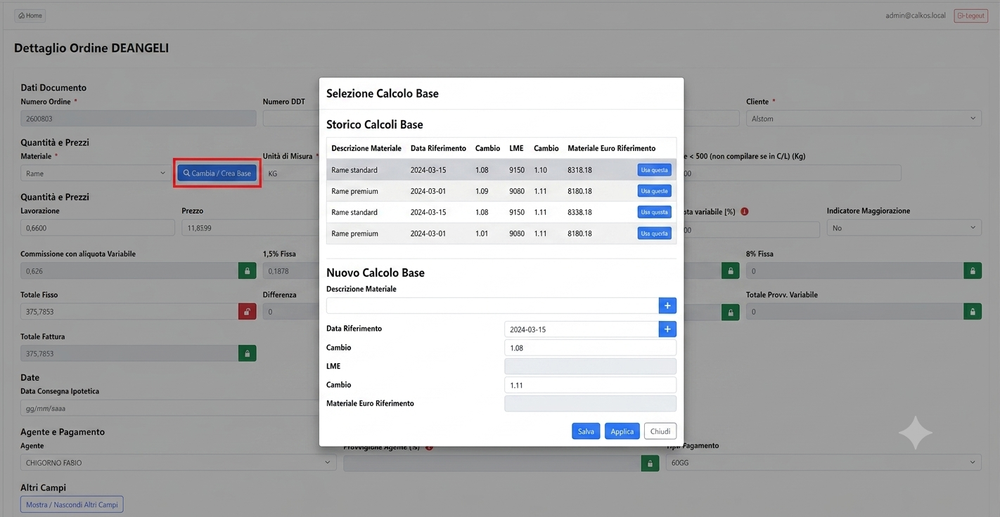 Home
admin@calkos.local
Legeut
Dettaglio Ordine DEANGELI
Dati Documento
Numero Ordine *
Numero DDT
Cliente *
2600803
Alstom
Quantità e Prezzi
Materiale *
Unità di Misura *
e < 500 (non compilare se in C/L) (Kg)
Rame
Cambia / Crea Base
KG
00
Quantità e Prezzi
Lavorazione
Prezzo
ota variabile [%]
Indicatore Maggiorazione
0,6600
00
No
Commissione con aliquota Variabile
1,5% Fissa
8% Fissa
0,626
0,1878
0
Totale Fisso
Differenza
Totale Provv. Variabile
375,7853
0
0
Totale Fattura
375,7853
Date
Data Consegna Ipotetica
gg/mm/saaa
Agente e Pagamento
Agente
Provvigione Agente (%)
Tipo Pagamento
CHIGORNO FABIO
60GG
Altri Campi
Mostra / Nascondi Altri Campi
Selezione Calcolo Base
Storico Calcoli Base
Descrizione Materiale Data Riferimento Cambio LME Cambio Materiale Euro Riferimento
Rame standard 2024-03-15 1.08 9150 1.10 8318.18 Usa questa
Rame premium 2024-03-01 1.09 9080 1.11 8180.18 Usa queste
Rame standard 2024-03-15 1.08 9150 1.11 8338.18 Usa
Rame premium 2024-03-01 1.01 9060 1.11 8180.18 Usa
Nuovo Calcolo Base
Descrizione Materiale
Data Riferimento
2024-03-15
Cambio
1.08
LME
Cambio
1.11
Materiale Euro Riferimento
Salva
Applica
Chiudi